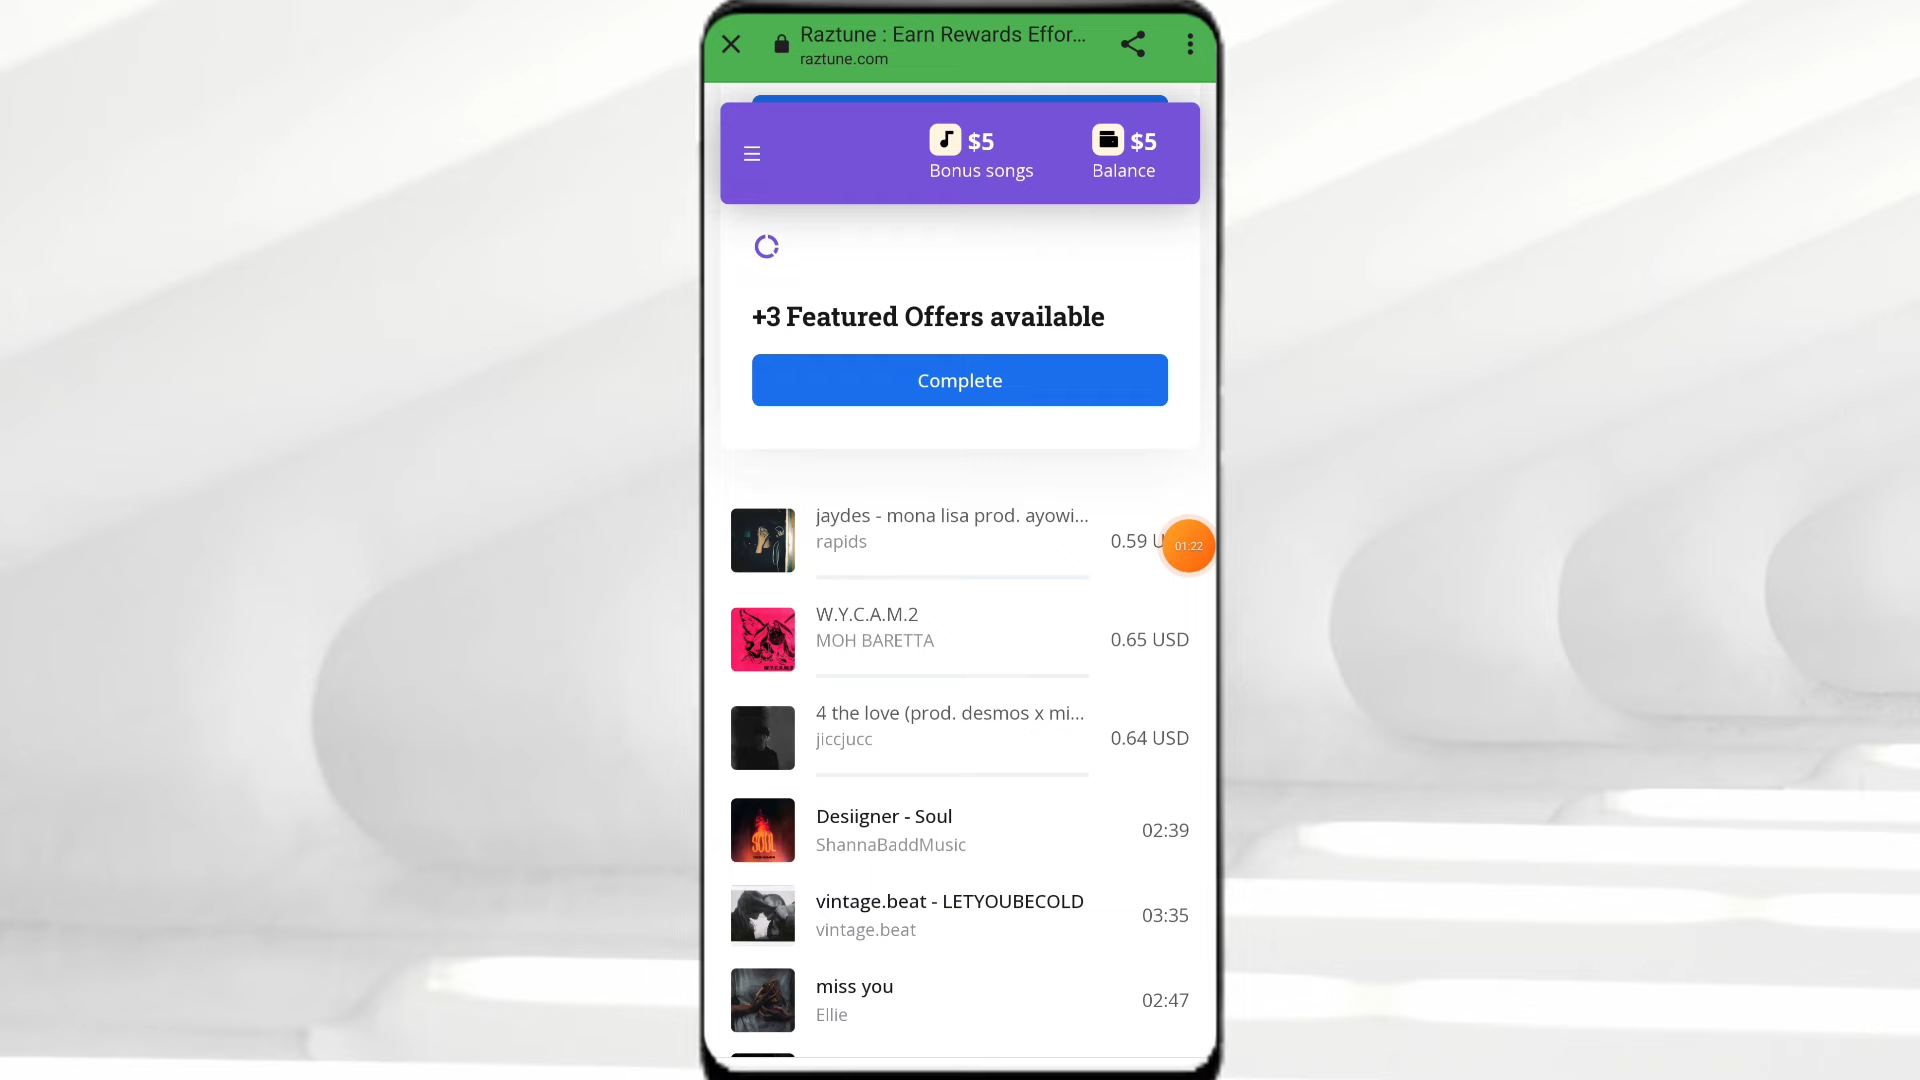 Raztune : Earn Rewards Effor...
raztune.com
$5
Bonus songs
$5
Balance
+3 Featured Offers available
Complete
jaydes - mona lisa prod. ayowi...
rapids
0.59 U
01:22
W.Y.C.A.M.2
MOH BARETTA
0.65 USD
4 the love (prod. desmos x mi...
jiccjucc
0.64 USD
Desiigner - Soul
ShannaBaddMusic
02:39
SOUL
vintage.beat - LETYOUBECOLD
vintage.beat
03:35
miss you
Ellie
02:47